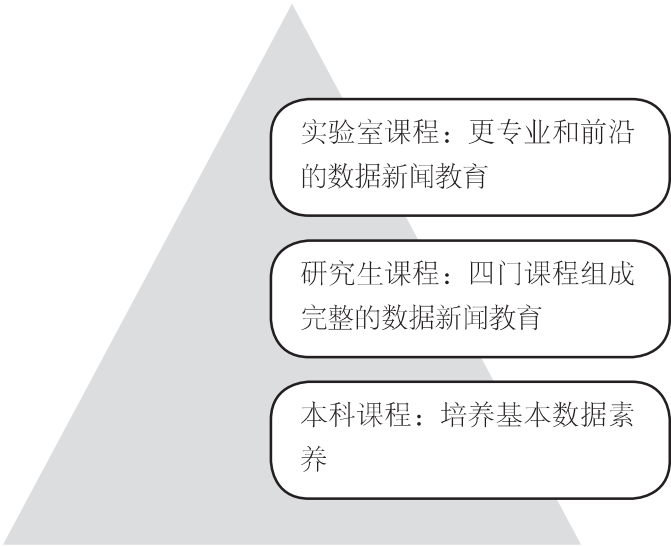 实验室课程：更专业和前沿
的数据新闻教育
研究生课程：四门课程组成
完整的数据新闻教育
本科课程：培养基本数据素
养